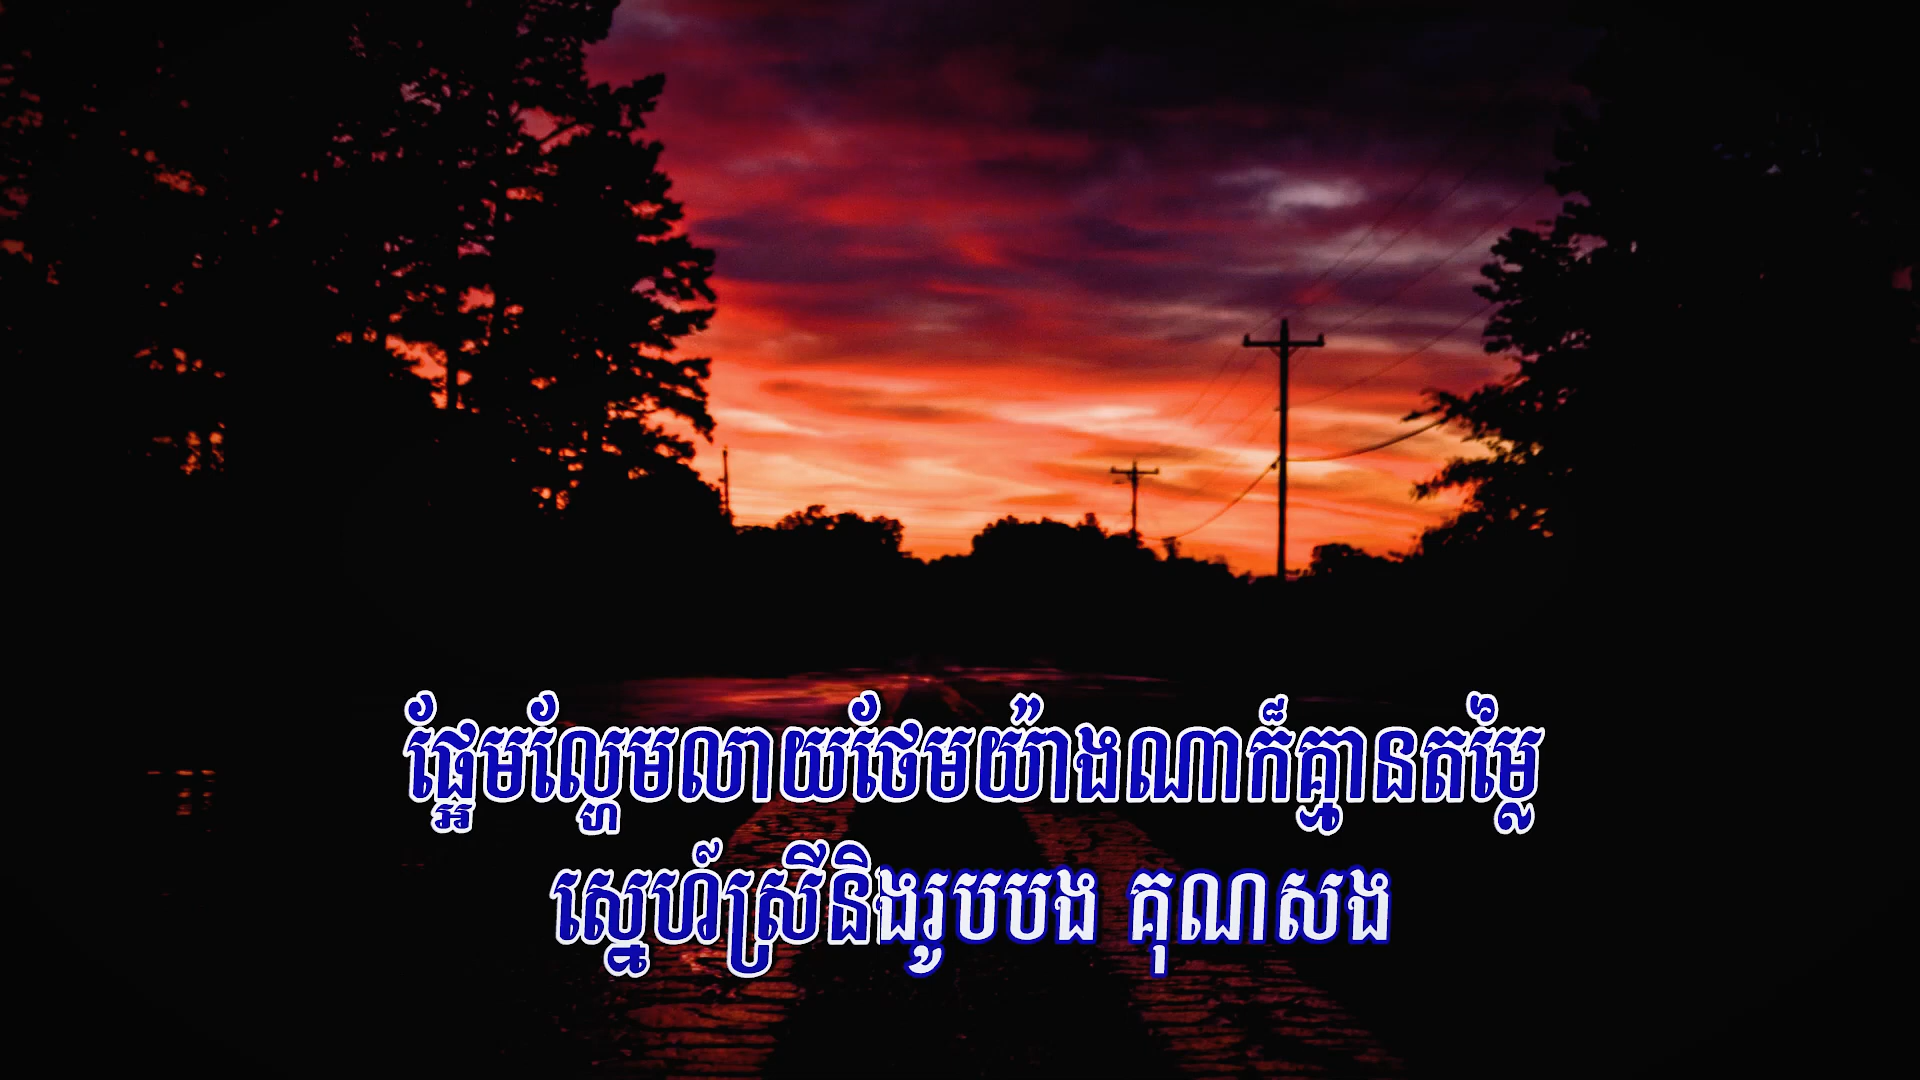 ផ្អែមល្ហែមលាយថែមយ៉ាងណាក៏គ្មានតម្លៃ
ស្នេហ៍ស្រីនិងរូបបង គុណសង